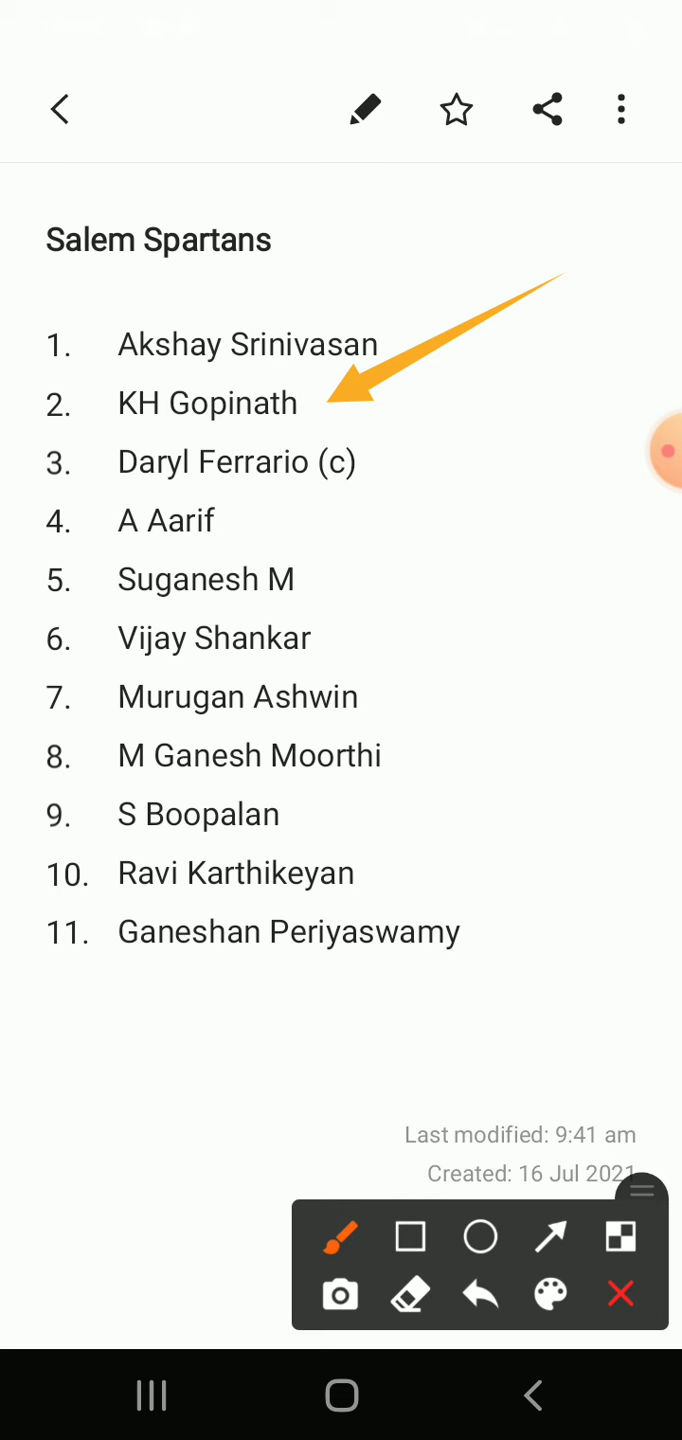 Salem Spartans
1. Akshay Srinivasan
2. KH Gopinath
3. Daryl Ferrario (c)
4. A Aarif
5. Suganesh M
6. Vijay Shankar
7. Murugan Ashwin
8. M Ganesh Moorthi
9. S Boopalan
10. Ravi Karthikeyan
11. Ganeshan Periyaswamy
Last modified: 9:41 am
Created: 16 Jul 2021